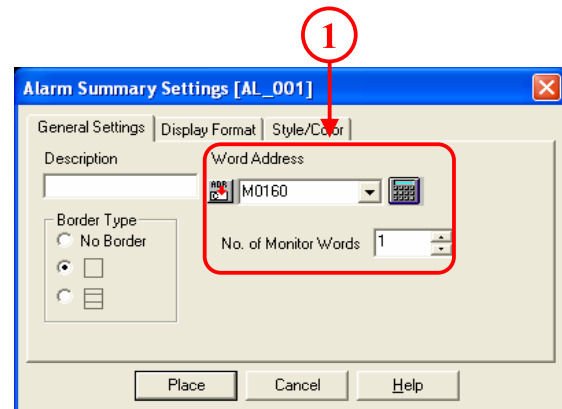 1
Alarm Summary Settings [AL_001]
General Settings Display Format Style/Color
Description Word Address
M0160
Border Type
No Border
No. of Monitor Words 1
Place Cancel Help